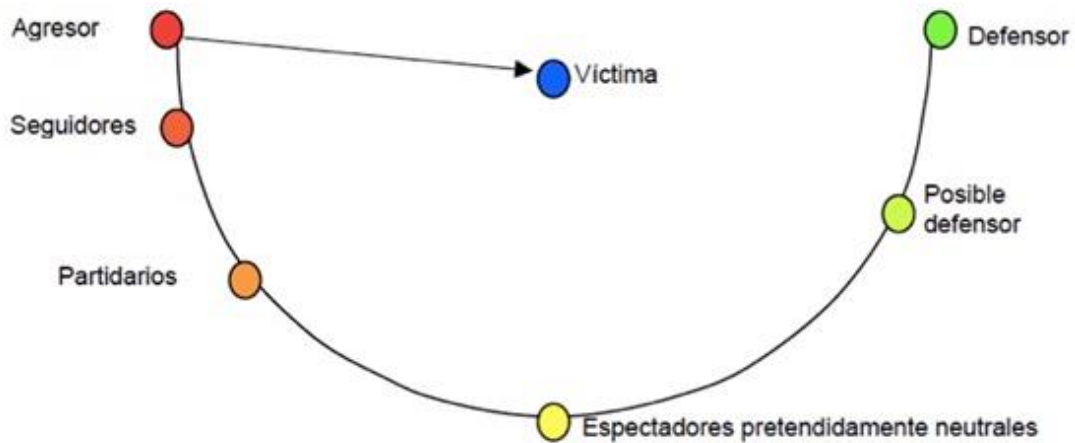 Agresor
Defensor
Víctima
Seguidores
Posible
defensor
Partidarios
Espectadores pretendidamente neutrales